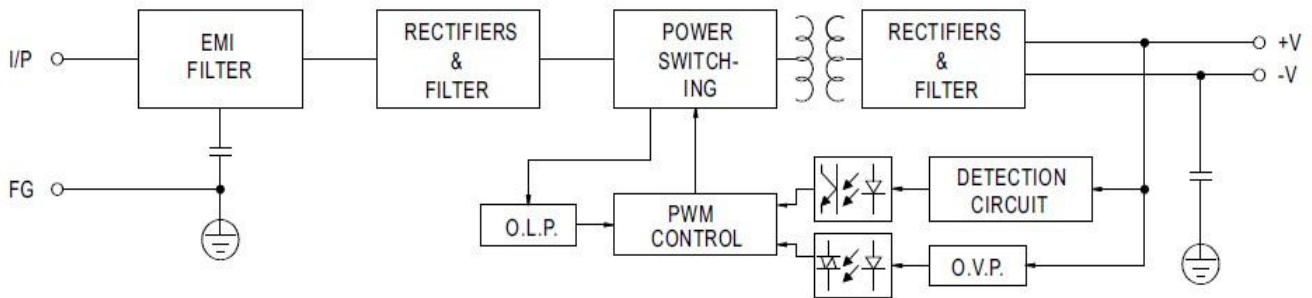 I/P
EMI
FILTER
RECTIFIERS
&
FILTER
POWER
SWITCH-
ING
RECTIFIERS
&
FILTER
+V
-V
FG
O.L.P.
PWM
CONTROL
DETECTION
CIRCUIT
O.V.P.